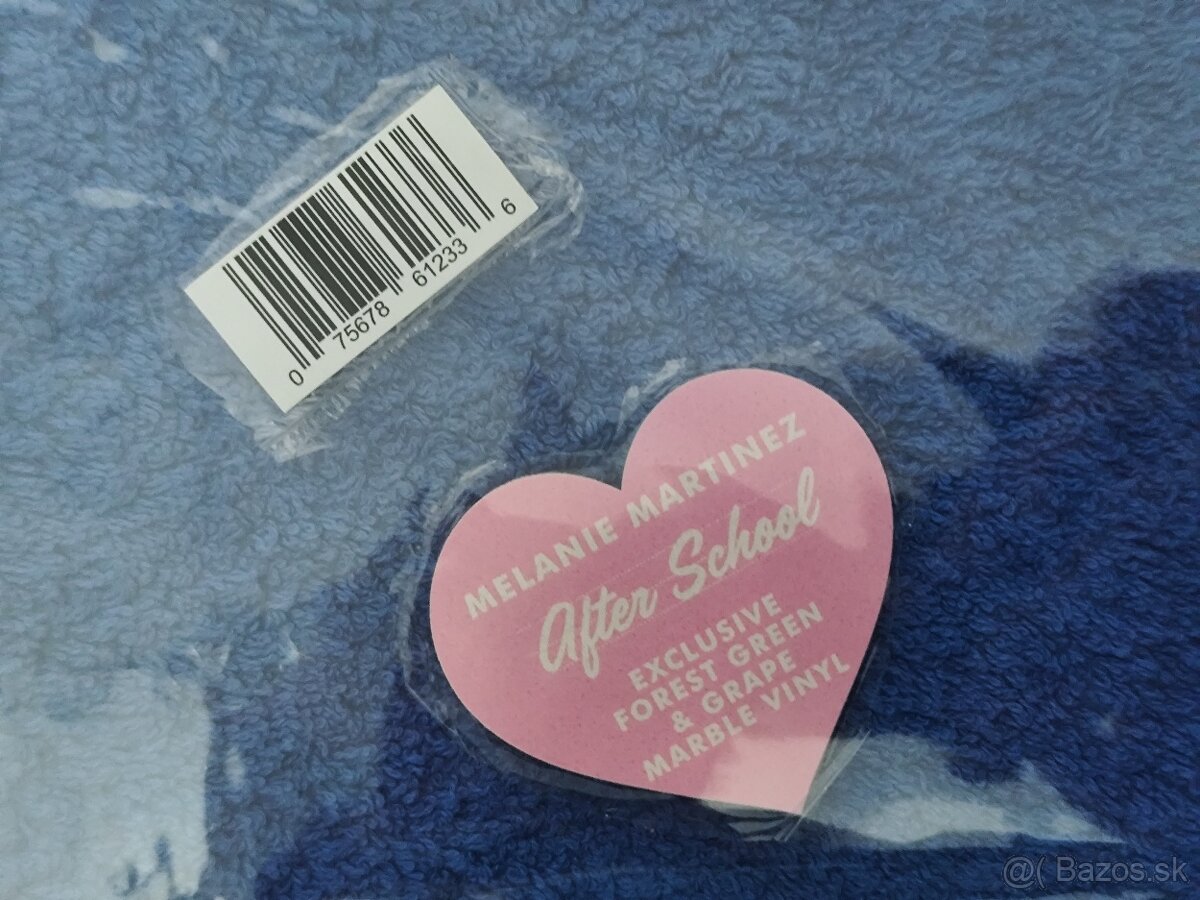 0 75678 61233 6
MELANIE MARTINEZ
After School
EXCLUSIVE
FOREST GREEN
& GRAPE
MARBLE VINYL
@( Bazos.sk